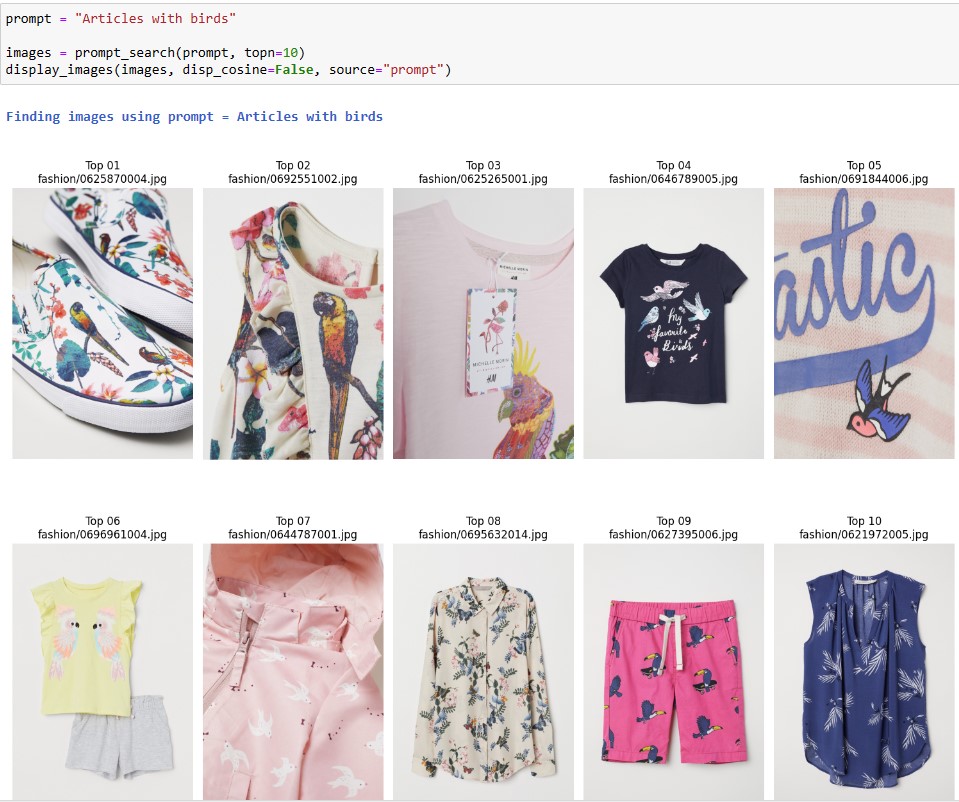 prompt = "Articles with birds"
images = prompt_search(prompt, topn=10)
display_images(images, disp_cosine=False, source="prompt")
Finding images using prompt = Articles with birds
Top 01
fashion/0625870004.jpg
Top 02
fashion/0692551002.jpg
Top 03
fashion/0625265001.jpg
Top 04
fashion/0646789005.jpg
Top 05
fashion/0691844006.jpg
H&M
my
favorite
Birds
astic
Top 06
fashion/0696961004.jpg
Top 07
fashion/0644787001.jpg
Top 08
fashion/0695632014.jpg
Top 09
fashion/0627395006.jpg
Top 10
fashion/0621972005.jpg